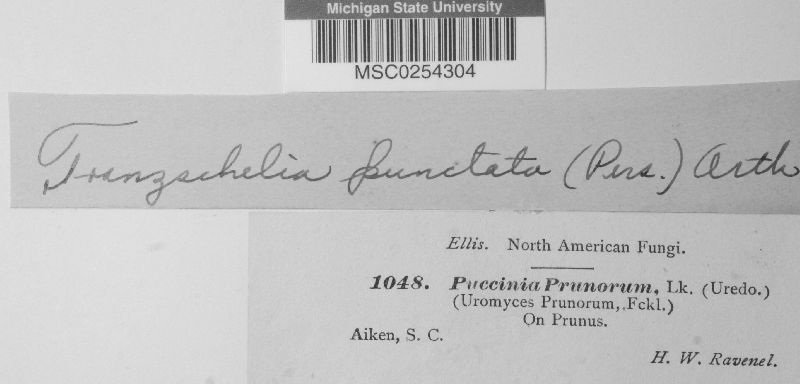 Michigan State University
MSC0254304
Tranzschelia punctata (Pers.) Arth
Ellis. North American Fungi.
1048. Puccinia Prunorum, Lk. (Uredo.)
(Uromyces Prunorum, Fckl.)
On Prunus.
Aiken, S. C.
H. W. Ravenel.